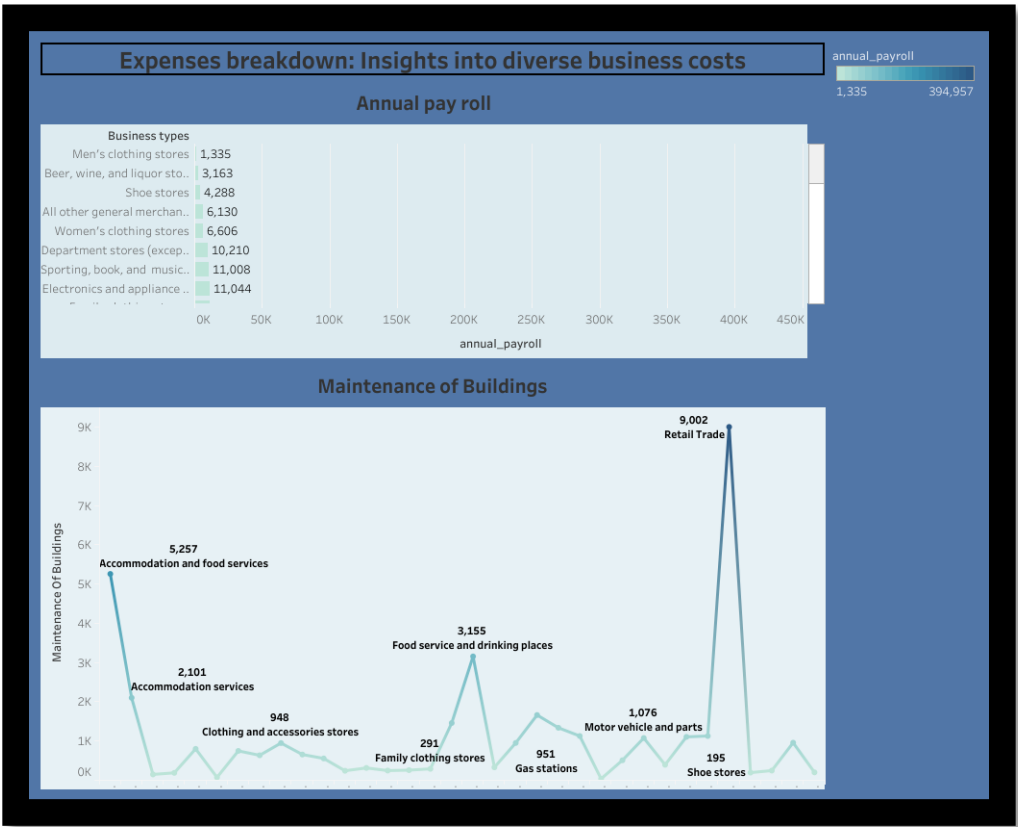 Expenses breakdown: Insights into diverse business costs
annual_payroll
1,335 394,957
Annual pay roll
Business types
Men's clothing stores 1,335
Beer, wine, and liquor sto.. 3,163
Shoe stores 4,288
All other general merchan.. 6,130
Women's clothing stores 6,606
Department stores (excep.. 10,210
Sporting, book, and music.. 11,008
Electronics and appliance .. 11,044
0K 50K 100K 150K 200K 250K 300K 350K 400K 450K
annual_payroll
Maintenance of Buildings
Maintenance Of Buildings
9K
8K
7K
6K
5K
4K
3K
2K
1K
0K
5,257
Accommodation and food services
2,101
Accommodation services
948
Clothing and accessories stores
291
Family clothing stores
3,155
Food service and drinking places
951
Gas stations
1,076
Motor vehicle and parts
9,002
Retail Trade
195
Shoe stores